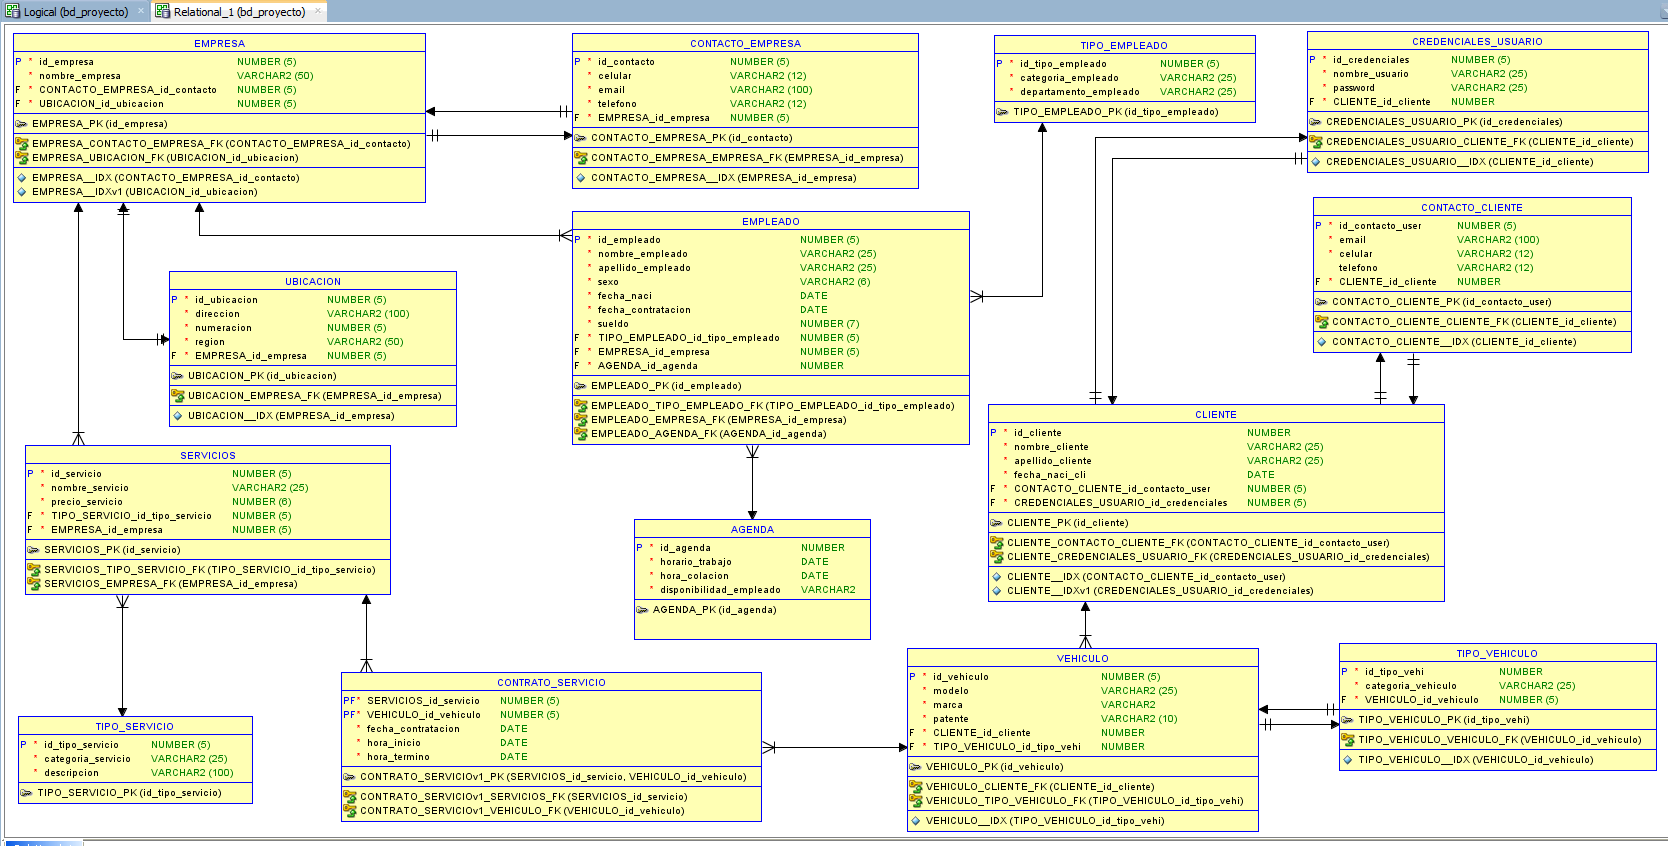 Logical (bd_proyecto)
Relational_1 (bd_proyecto)
EMPRESA
P * id_empresa NUMBER (5)
* nombre_empresa VARCHAR2 (50)
F * CONTACTO_EMPRESA_id_contacto NUMBER (5)
F * UBICACION_id_ubicacion NUMBER (5)
EMPRESA_PK (id_empresa)
EMPRESA_CONTACTO_EMPRESA_FK (CONTACTO_EMPRESA_id_contacto)
EMPRESA_UBICACION_FK (UBICACION_id_ubicacion)
EMPRESA__IDX (CONTACTO_EMPRESA_id_contacto)
EMPRESA__IDXv1 (UBICACION_id_ubicacion)
CONTACTO_EMPRESA
P * id_contacto NUMBER (5)
* celular VARCHAR2 (12)
* email VARCHAR2 (100)
* telefono VARCHAR2 (12)
F * EMPRESA_id_empresa NUMBER (5)
CONTACTO_EMPRESA_PK (id_contacto)
CONTACTO_EMPRESA_EMPRESA_FK (EMPRESA_id_empresa)
CONTACTO_EMPRESA__IDX (EMPRESA_id_empresa)
TIPO_EMPLEADO
P * id_tipo_empleado NUMBER (5)
* categoria_empleado VARCHAR2 (25)
* departamento_empleado VARCHAR2 (25)
TIPO_EMPLEADO_PK (id_tipo_empleado)
CREDENCIALES_USUARIO
P * id_credenciales NUMBER (5)
* nombre_usuario VARCHAR2 (25)
* password VARCHAR2 (25)
F * CLIENTE_id_cliente NUMBER
CREDENCIALES_USUARIO_PK (id_credenciales)
CREDENCIALES_USUARIO_CLIENTE_FK (CLIENTE_id_cliente)
CREDENCIALES_USUARIO__IDX (CLIENTE_id_cliente)
CONTACTO_CLIENTE
P * id_contacto_user NUMBER (5)
* email VARCHAR2 (100)
* celular VARCHAR2 (12)
telefono VARCHAR2 (12)
F * CLIENTE_id_cliente NUMBER
CONTACTO_CLIENTE_PK (id_contacto_user)
CONTACTO_CLIENTE_CLIENTE_FK (CLIENTE_id_cliente)
CONTACTO_CLIENTE__IDX (CLIENTE_id_cliente)
EMPLEADO
P * id_empleado NUMBER (5)
* nombre_empleado VARCHAR2 (25)
* apellido_empleado VARCHAR2 (25)
* sexo VARCHAR2 (6)
* fecha_naci DATE
* fecha_contratacion DATE
* sueldo NUMBER (7)
F * TIPO_EMPLEADO_id_tipo_empleado NUMBER (5)
F * EMPRESA_id_empresa NUMBER (5)
F * AGENDA_id_agenda NUMBER
EMPLEADO_PK (id_empleado)
EMPLEADO_TIPO_EMPLEADO_FK (TIPO_EMPLEADO_id_tipo_empleado)
EMPLEADO_EMPRESA_FK (EMPRESA_id_empresa)
EMPLEADO_AGENDA_FK (AGENDA_id_agenda)
UBICACION
P * id_ubicacion NUMBER (5)
* direccion VARCHAR2 (100)
* numeracion NUMBER (5)
* region VARCHAR2 (50)
F * EMPRESA_id_empresa NUMBER (5)
UBICACION_PK (id_ubicacion)
UBICACION_EMPRESA_FK (EMPRESA_id_empresa)
UBICACION__IDX (EMPRESA_id_empresa)
SERVICIOS
P * id_servicio NUMBER (5)
* nombre_servicio VARCHAR2 (25)
* precio_servicio NUMBER (6)
F * TIPO_SERVICIO_id_tipo_servicio NUMBER (5)
F * EMPRESA_id_empresa NUMBER (5)
SERVICIOS_PK (id_servicio)
SERVICIOS_TIPO_SERVICIO_FK (TIPO_SERVICIO_id_tipo_servicio)
SERVICIOS_EMPRESA_FK (EMPRESA_id_empresa)
AGENDA
P * id_agenda NUMBER
* horario_trabajo DATE
* hora_colacion DATE
* disponibilidad_empleado VARCHAR2
AGENDA_PK (id_agenda)
CLIENTE
P * id_cliente NUMBER
* nombre_cliente VARCHAR2 (25)
* apellido_cliente VARCHAR2 (25)
* fecha_naci_cli DATE
F * CONTACTO_CLIENTE_id_contacto_user NUMBER (5)
F * CREDENCIALES_USUARIO_id_credenciales NUMBER (5)
CLIENTE_PK (id_cliente)
CLIENTE_CONTACTO_CLIENTE_FK (CONTACTO_CLIENTE_id_contacto_user)
CLIENTE_CREDENCIALES_USUARIO_FK (CREDENCIALES_USUARIO_id_credenciales)
CLIENTE__IDX (CONTACTO_CLIENTE_id_contacto_user)
CLIENTE__IDXv1 (CREDENCIALES_USUARIO_id_credenciales)
TIPO_SERVICIO
P * id_tipo_servicio NUMBER (5)
* categoria_servicio VARCHAR2 (25)
* descripcion VARCHAR2 (100)
TIPO_SERVICIO_PK (id_tipo_servicio)
CONTRATO_SERVICIO
PF* SERVICIOS_id_servicio NUMBER (5)
PF* VEHICULO_id_vehiculo NUMBER (5)
* fecha_contratacion DATE
* hora_inicio DATE
* hora_termino DATE
CONTRATO_SERVICIOv1_PK (SERVICIOS_id_servicio, VEHICULO_id_vehiculo)
CONTRATO_SERVICIOv1_SERVICIOS_FK (SERVICIOS_id_servicio)
CONTRATO_SERVICIOv1_VEHICULO_FK (VEHICULO_id_vehiculo)
VEHICULO
P * id_vehiculo NUMBER (5)
* modelo VARCHAR2 (25)
* marca VARCHAR2
* patente VARCHAR2 (10)
F * CLIENTE_id_cliente NUMBER
F * TIPO_VEHICULO_id_tipo_vehi NUMBER
VEHICULO_PK (id_vehiculo)
VEHICULO_CLIENTE_FK (CLIENTE_id_cliente)
VEHICULO_TIPO_VEHICULO_FK (TIPO_VEHICULO_id_tipo_vehi)
VEHICULO__IDX (TIPO_VEHICULO_id_tipo_vehi)
TIPO_VEHICULO
P * id_tipo_vehi NUMBER
* categoria_vehiculo VARCHAR2 (25)
F * VEHICULO_id_vehiculo NUMBER (5)
TIPO_VEHICULO_PK (id_tipo_vehi)
TIPO_VEHICULO_VEHICULO_FK (VEHICULO_id_vehiculo)
TIPO_VEHICULO__IDX (VEHICULO_id_vehiculo)